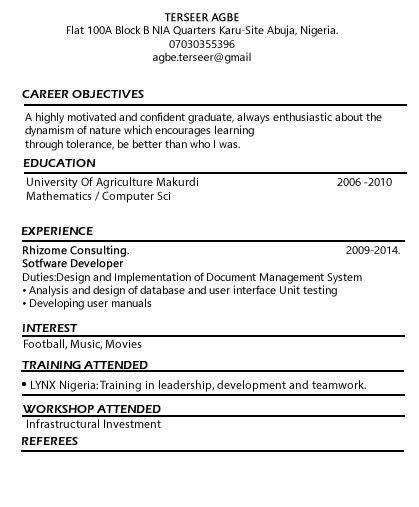 TERSEER AGBE
Flat 100A Block B NIA Quarters Karu-Site Abuja, Nigeria.
07030355396
agbe.terseer@gmail
CAREER OBJECTIVES
A highly motivated and confident graduate, always enthusiastic about the
dynamism of nature which encourages learning
through tolerance, be better than who I was.
EDUCATION
University Of Agriculture Makurdi 2006 -2010
Mathematics / Computer Sci
EXPERIENCE
Rhizome Consulting. 2009-2014.
Sotfware Developer
Duties:Design and Implementation of Document Management System
• Analysis and design of database and user interface Unit testing
• Developing user manuals
INTEREST
Football, Music, Movies
TRAINING ATTENDED
• LYNX Nigeria:Training in leadership, development and teamwork.
WORKSHOP ATTENDED
Infrastructural Investment
REFEREES